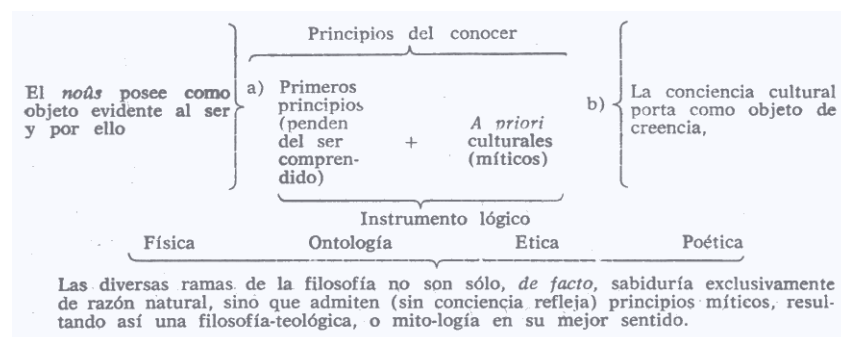 Principios del conocer
El noûs posee como
objeto evidente al ser
y por ello
a) Primeros
principios
(penden
del ser
compren-
dido)
+
A priori
culturales
(míticos)
b)
La conciencia cultural
porta como objeto de
creencia,
Instrumento lógico
Física Ontología Etica Poética
Las diversas ramas de la filosofía no son sólo, de facto, sabiduría exclusivamente
de razón natural, sino que admiten (sin conciencia refleja) principios míticos, resul-
tando así una filosofía-teológica, o mito-logía en su mejor sentido.